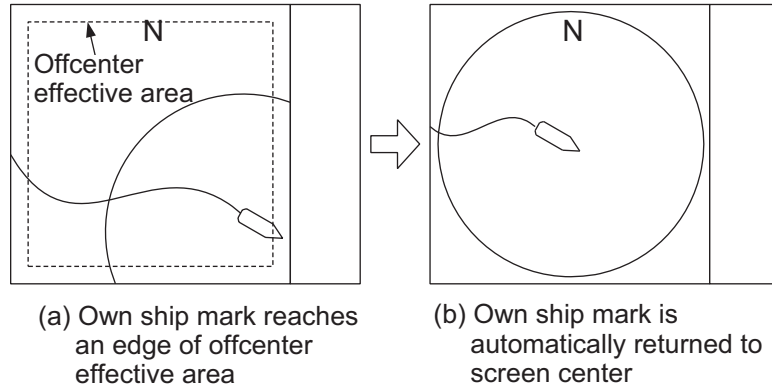 N
Offcenter
effective area
N
(a) Own ship mark reaches
an edge of offcenter
effective area
(b) Own ship mark is
automatically returned to
screen center